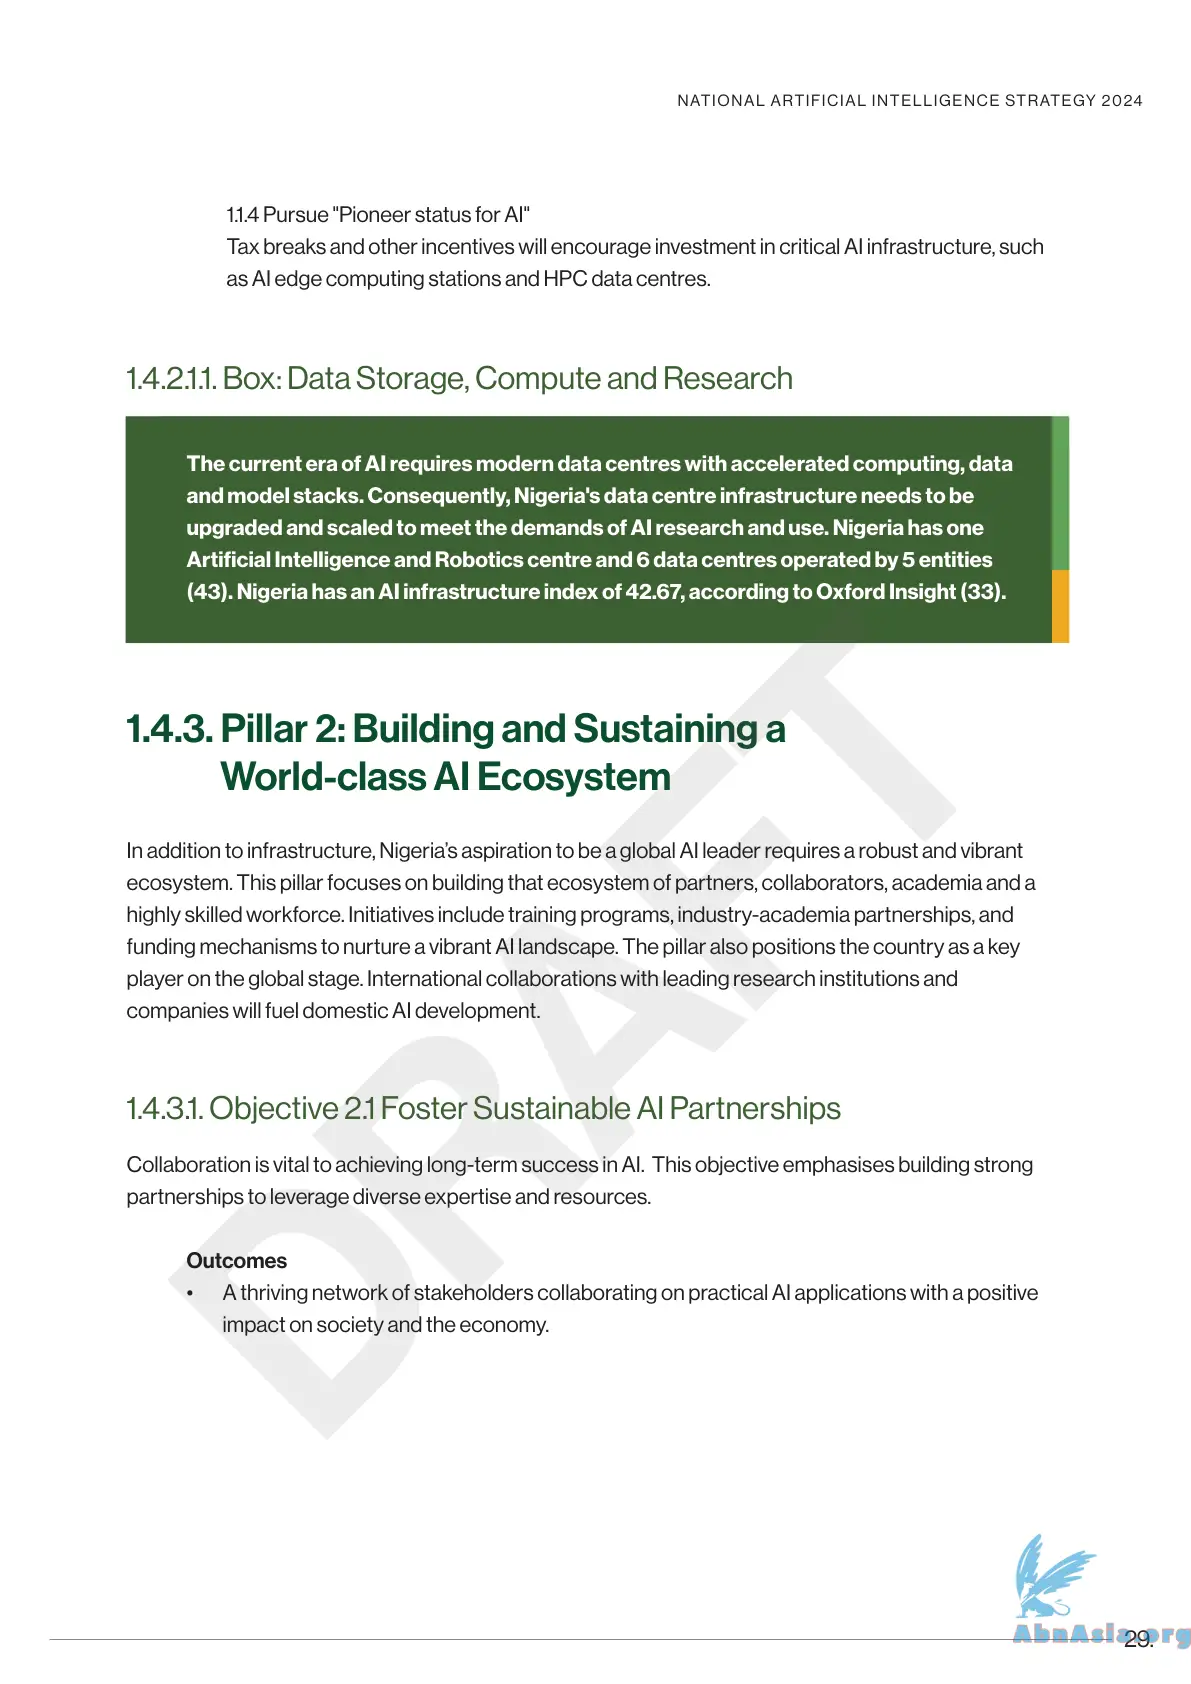 NATIONAL ARTIFICIAL INTELLIGENCE STRATEGY 2024
1.1.4 Pursue "Pioneer status for AI"
Tax breaks and other incentives will encourage investment in critical AI infrastructure, such
as AI edge computing stations and HPC data centres.
1.4.2.1.1. Box: Data Storage, Compute and Research
The current era of AI requires modern data centres with accelerated computing, data
and model stacks. Consequently, Nigeria's data centre infrastructure needs to be
upgraded and scaled to meet the demands of AI research and use. Nigeria has one
Artificial Intelligence and Robotics centre and 6 data centres operated by 5 entities
(43). Nigeria has an AI infrastructure index of 42.67, according to Oxford Insight (33).
1.4.3. Pillar 2: Building and Sustaining a
World-class AI Ecosystem
In addition to infrastructure, Nigeria’s aspiration to be a global AI leader requires a robust and vibrant
ecosystem. This pillar focuses on building that ecosystem of partners, collaborators, academia and a
highly skilled workforce. Initiatives include training programs, industry-academia partnerships, and
funding mechanisms to nurture a vibrant AI landscape. The pillar also positions the country as a key
player on the global stage. International collaborations with leading research institutions and
companies will fuel domestic AI development.
1.4.3.1. Objective 2.1 Foster Sustainable AI Partnerships
Collaboration is vital to achieving long-term success in AI.  This objective emphasises building strong
partnerships to leverage diverse expertise and resources.
Outcomes
• A thriving network of stakeholders collaborating on practical AI applications with a positive
impact on society and the economy.
DRAFT
AbnAsia.org
29.